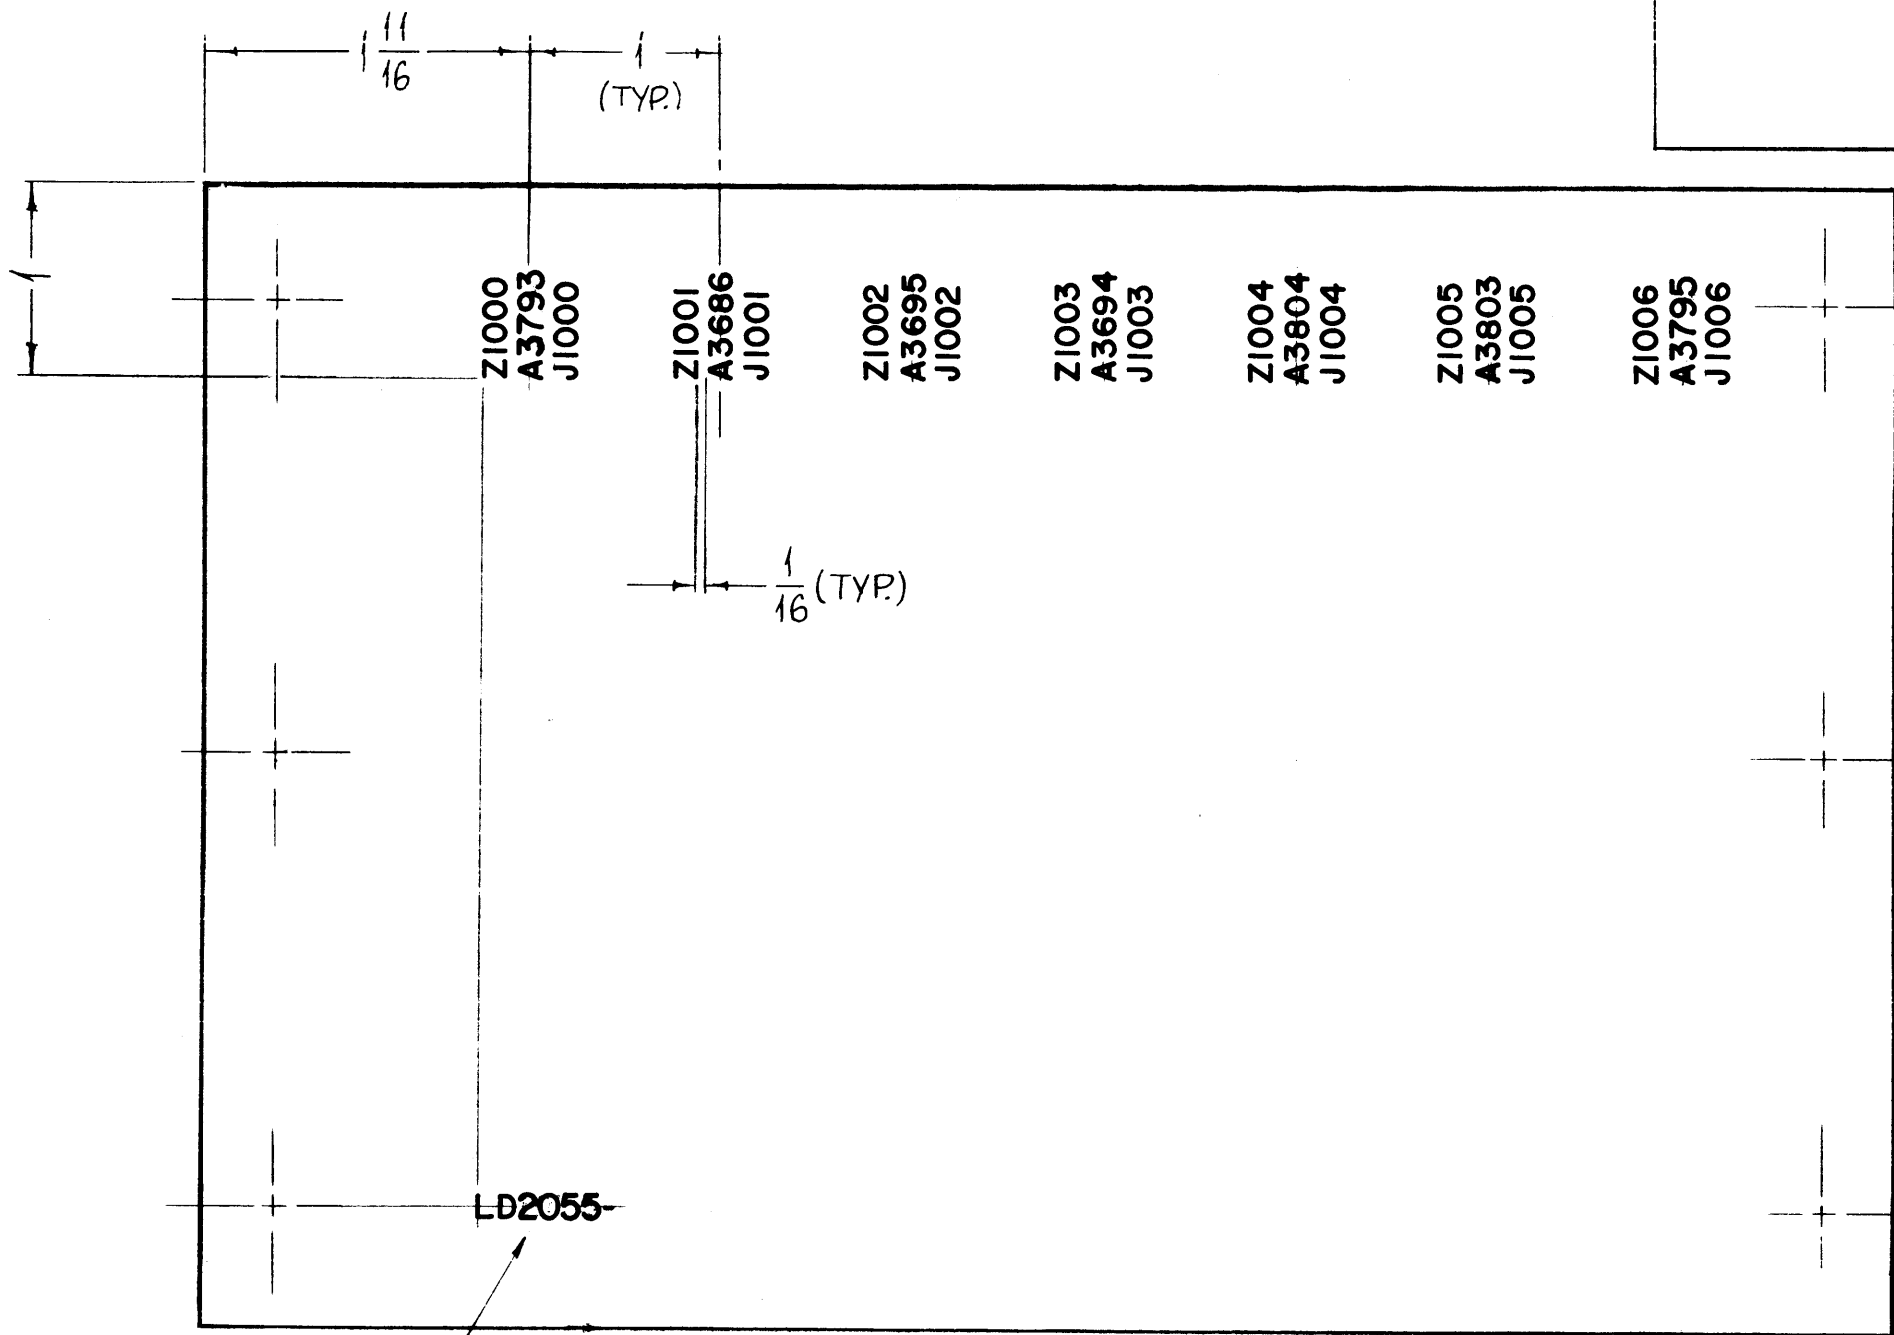 1 11/16
1
(TYP.)
1
Z1000
A3793
J1000
Z1001
A3686
J1001
Z1002
A3695
J1002
Z1003
A3694
J1003
Z1004
A3804
J1004
Z1005
A3803
J1005
Z1006
A3795
J1006
1/16 (TYP.)
LD2055-